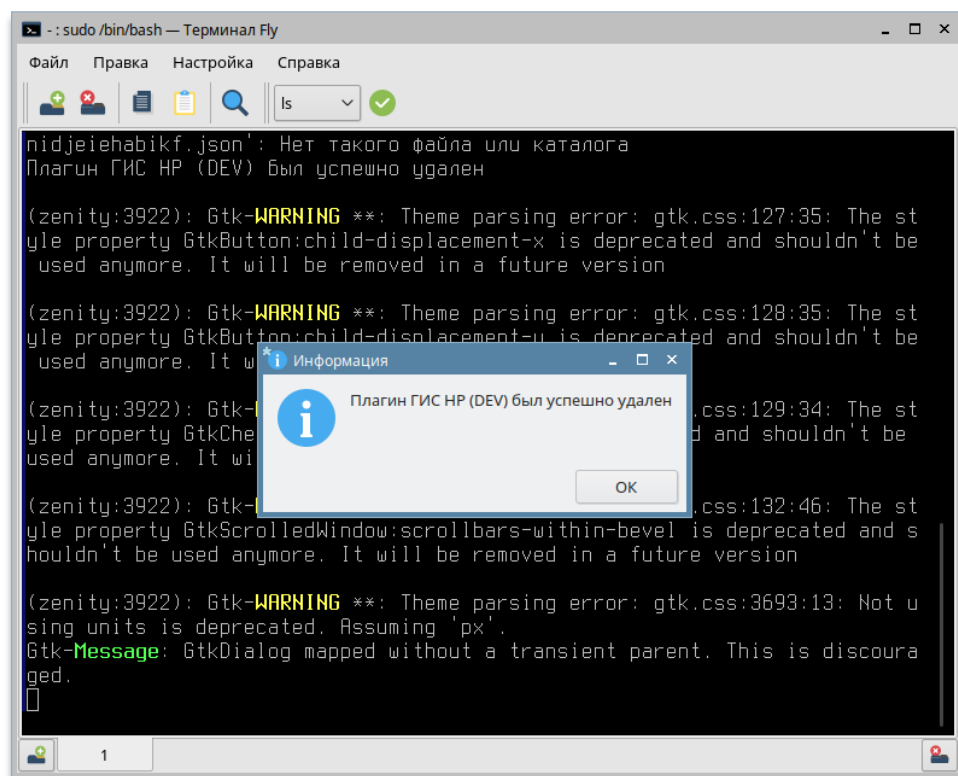 - : sudo /bin/bash — Терминал Fly
Файл Правка Настройка Справка
ls
nidjeiehabikf.json': Нет такого файла или каталога
Плагин ГИС НР (DEV) был успешно удален
(zenity:3922): Gtk-WARNING **: Theme parsing error: gtk.css:127:35: The st
yle property GtkButton:child-displacement-x is deprecated and shouldn't be
used anymore. It will be removed in a future version
(zenity:3922): Gtk-WARNING **: Theme parsing error: gtk.css:128:35: The st
yle property GtkButton:child-displacement-y is deprecated and shouldn't be
used anymore. It w
Информация
Плагин ГИС НР (DEV) был успешно удален
OK
(zenity:3922): Gtk- .css:129:34: The st
yle property GtkChe d and shouldn't be
used anymore. It wi
(zenity:3922): Gtk- .css:132:46: The st
yle property GtkScrolledWindow:scrollbars-within-bevel is deprecated and s
houldn't be used anymore. It will be removed in a future version
(zenity:3922): Gtk-WARNING **: Theme parsing error: gtk.css:3693:13: Not u
sing units is deprecated. Assuming 'px'.
Gtk-Message: GtkDialog mapped without a transient parent. This is discoura
ged.
1